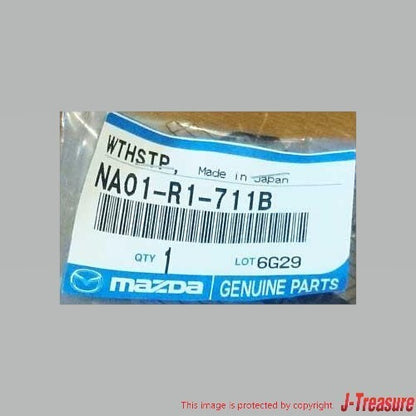 WTHSTP, Made in Japan
NA01-R1-711B
QTY 1 LOT 6G29
mazda GENUINE PARTS
J-Treasure
This image is protected by copyright